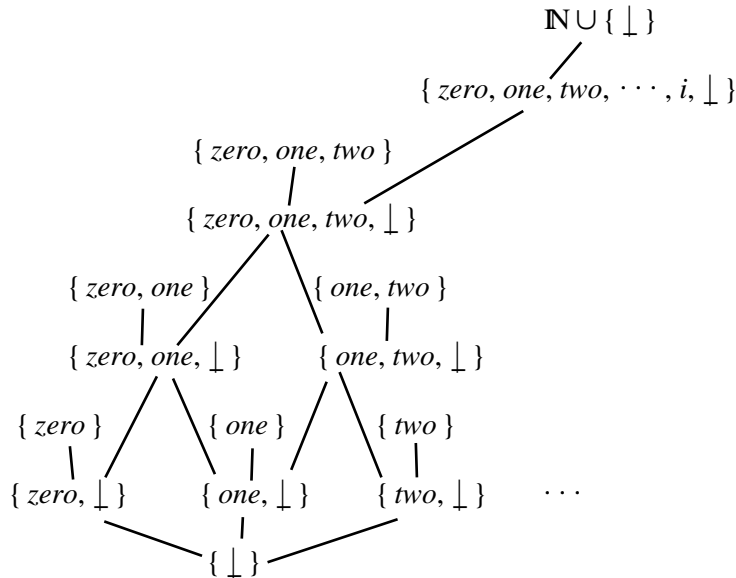 ℕ ∪ { ⊥ }
{ zero, one, two, · · · , i, ⊥ }
{ zero, one, two }
{ zero, one, two, ⊥ }
{ zero, one } { one, two }
{ zero, one, ⊥ } { one, two, ⊥ }
{ zero } { one } { two }
{ zero, ⊥ } { one, ⊥ } { two, ⊥ } · · ·
{ ⊥ }